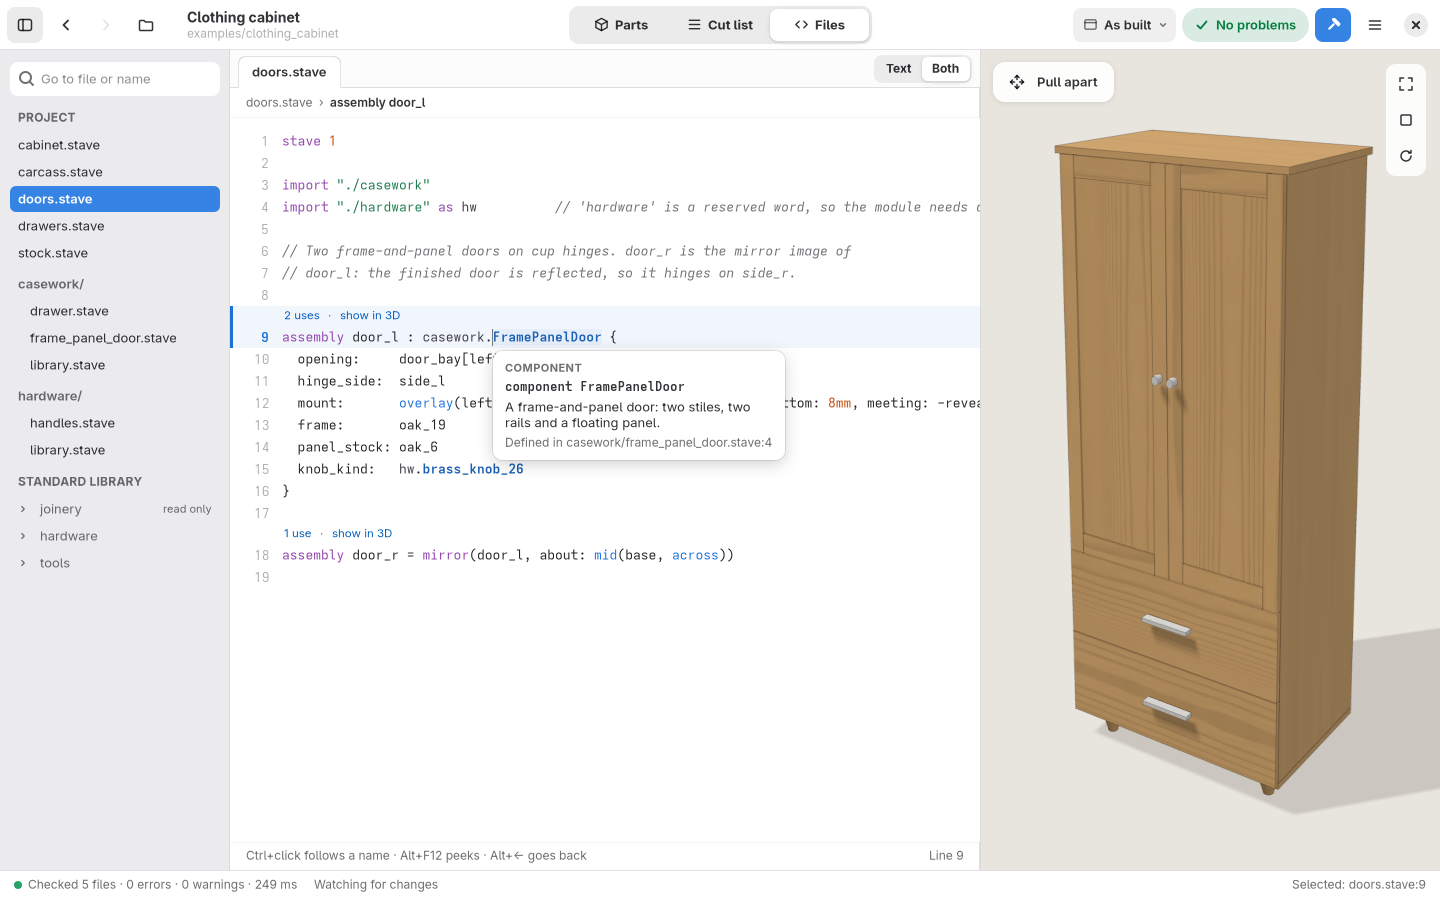 Clothing cabinet
examples/clothing_cabinet
Parts
Cut list
Files
As built
No problems
Go to file or name
PROJECT
cabinet.stave
carcass.stave
doors.stave
drawers.stave
stock.stave
casework/
drawer.stave
frame_panel_door.stave
library.stave
hardware/
handles.stave
library.stave
STANDARD LIBRARY
joinery read only
hardware
tools
doors.stave
Text Both
doors.stave › assembly door_l
1 stave 1
2
3 import "./casework"
4 import "./hardware" as hw // 'hardware' is a reserved word, so the module needs
5
6 // Two frame-and-panel doors on cup hinges. door_r is the mirror image of
7 // door_l: the finished door is reflected, so it hinges on side_r.
8
2 uses · show in 3D
9 assembly door_l : casework.FramePanelDoor {
10 opening: door_bay[lef
11 hinge_side: side_l
12 mount: overlay(left tom: 8mm, meeting: -revea
13 frame: oak_19
14 panel_stock: oak_6
15 knob_kind: hw.brass_knob_26
16 }
17
1 use · show in 3D
18 assembly door_r = mirror(door_l, about: mid(base, across))
19
COMPONENT
component FramePanelDoor
A frame-and-panel door: two stiles, two
rails and a floating panel.
Defined in casework/frame_panel_door.stave:4
Ctrl+click follows a name · Alt+F12 peeks · Alt+← goes back
Line 9
Pull apart
Checked 5 files · 0 errors · 0 warnings · 249 ms
Watching for changes
Selected: doors.stave:9